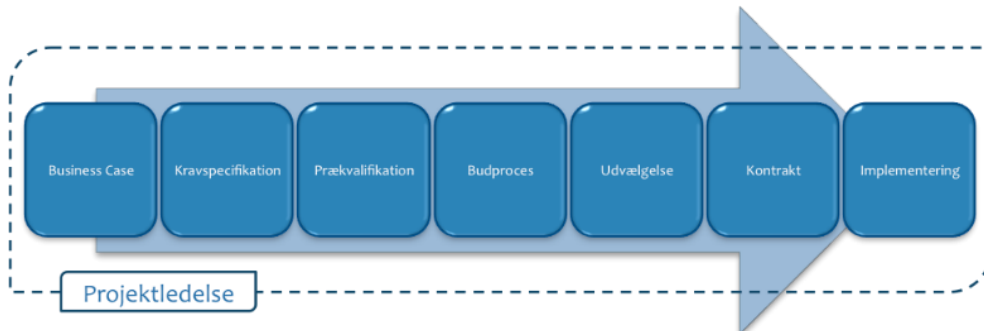 Business Case
Kravspecifikation
Prækvalifikation
Budproces
Udvælgelse
Kontrakt
Implementering
Projektledelse